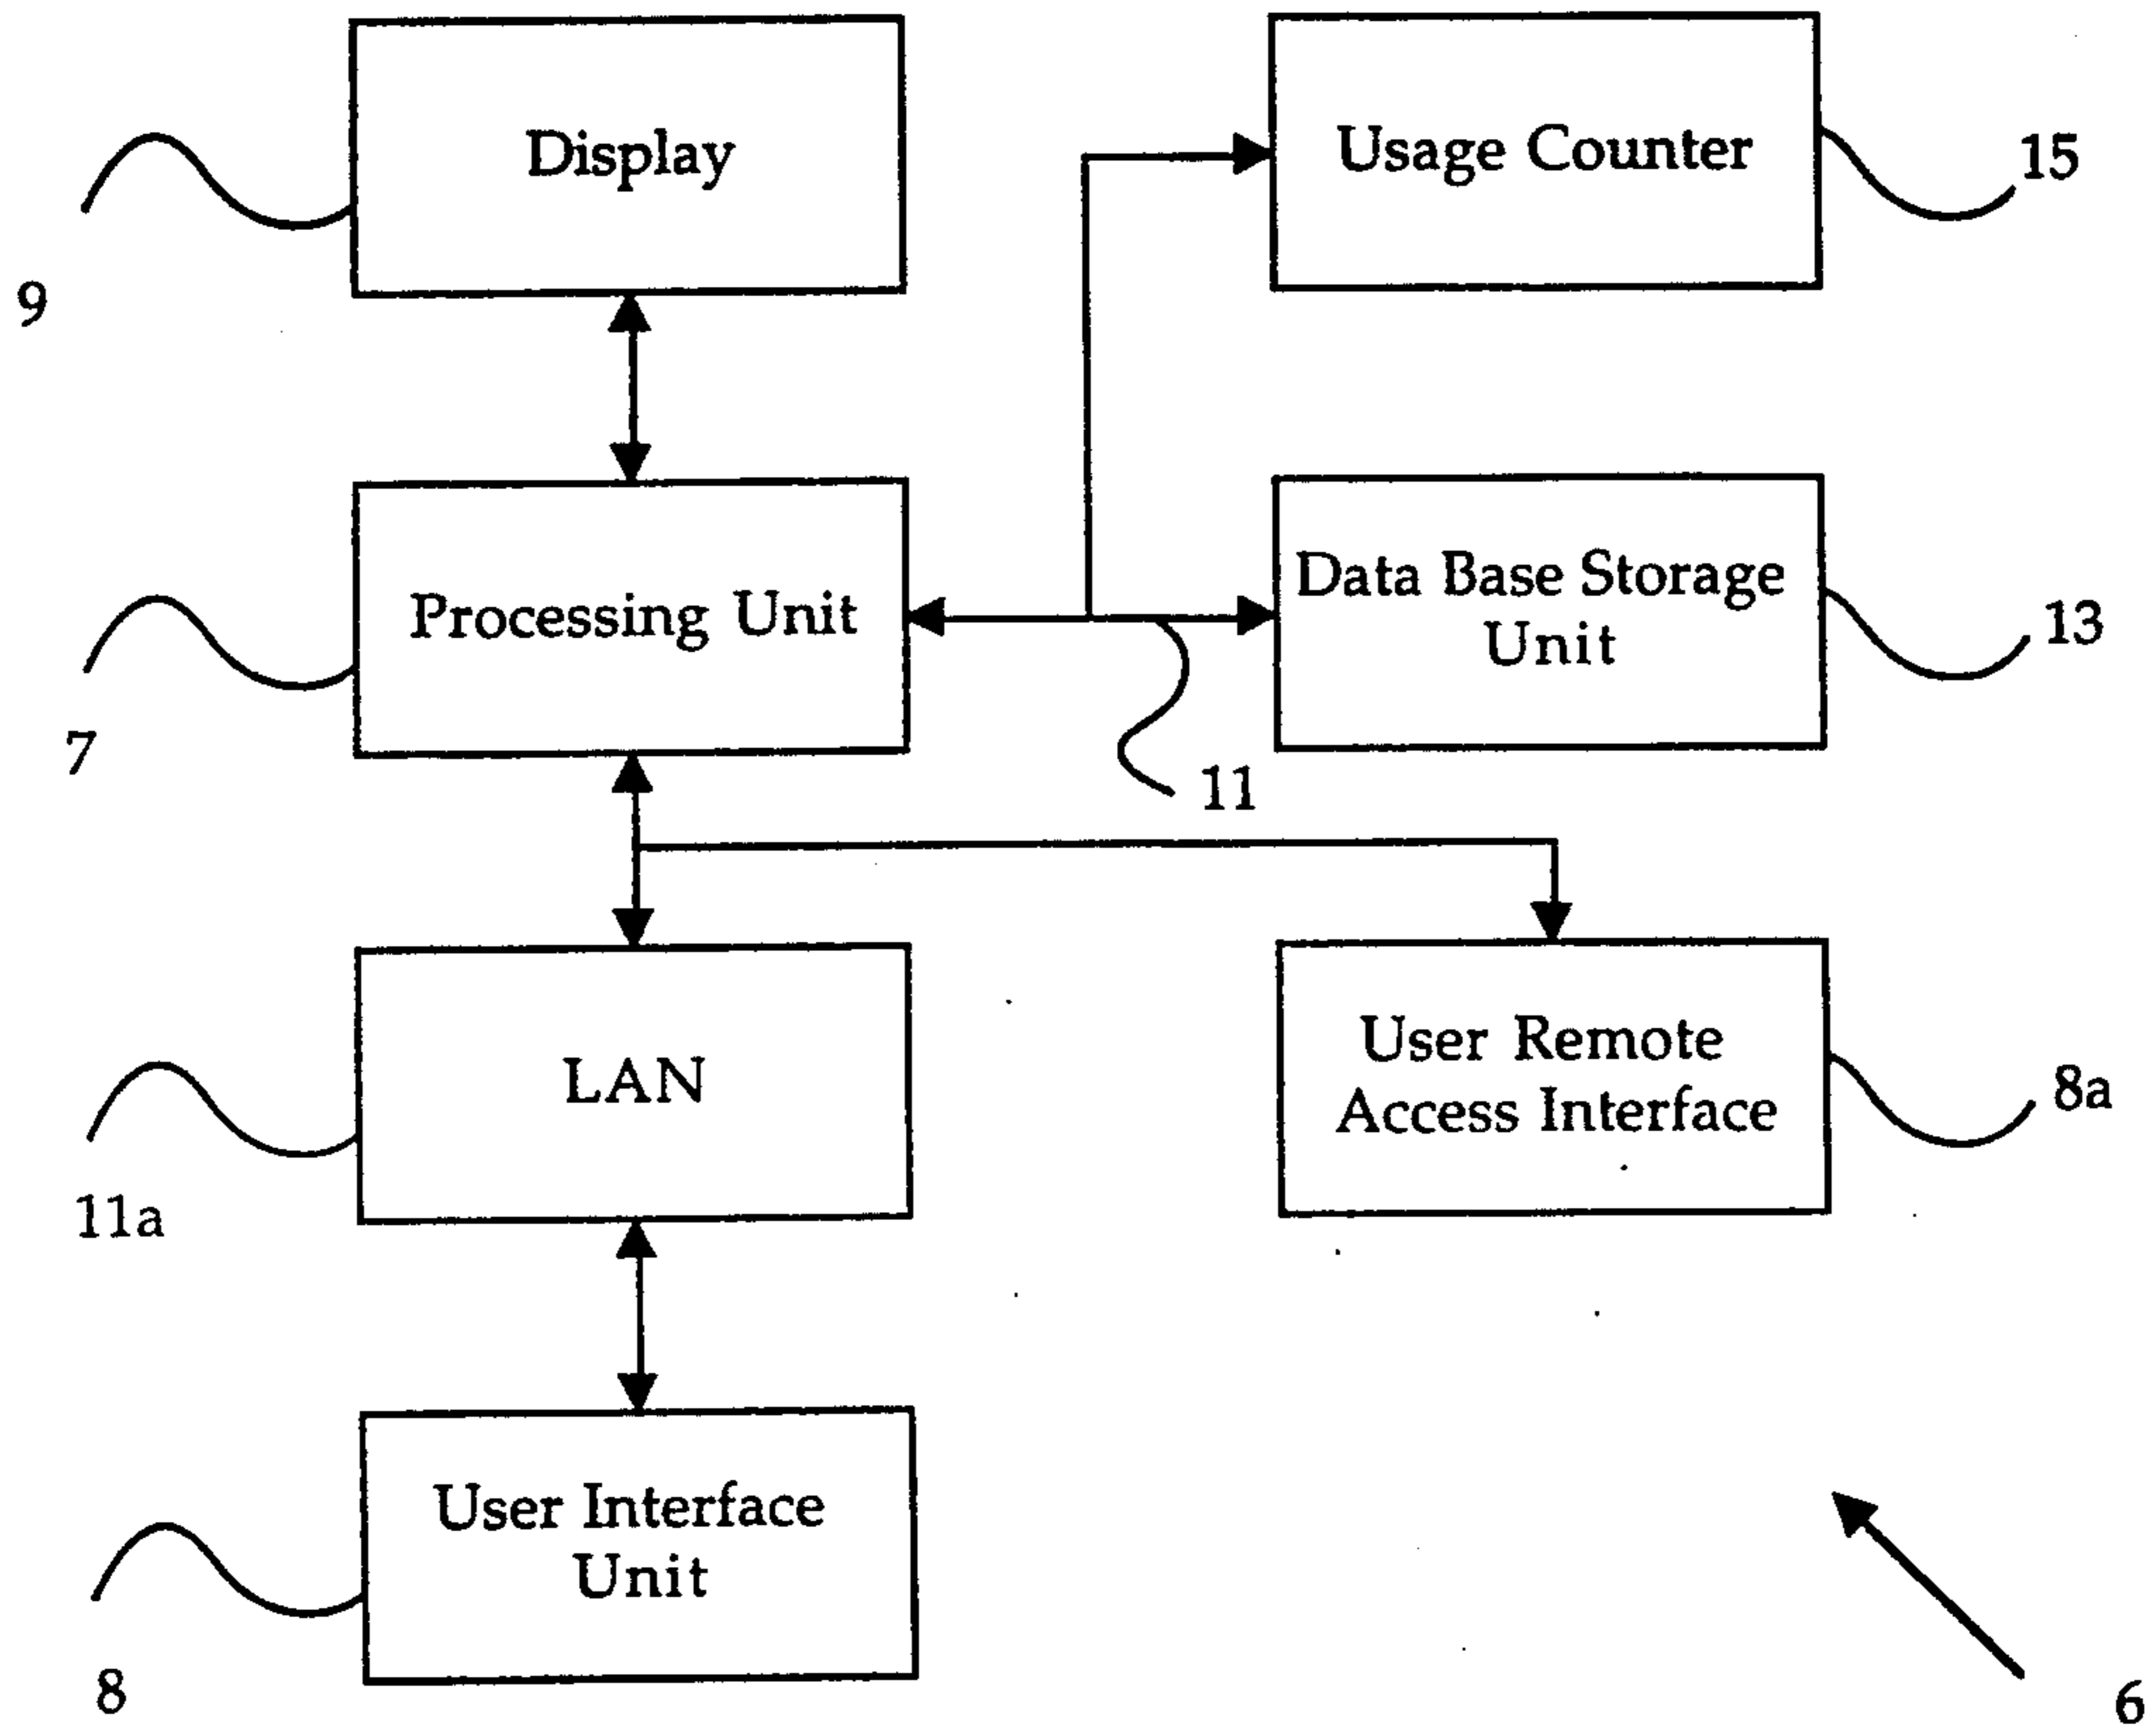 Display
Usage Counter
15
9
Processing Unit
Data Base Storage
Unit
13
7
11
LAN
User Remote
Access Interface
8a
11a
User Interface
Unit
8
6